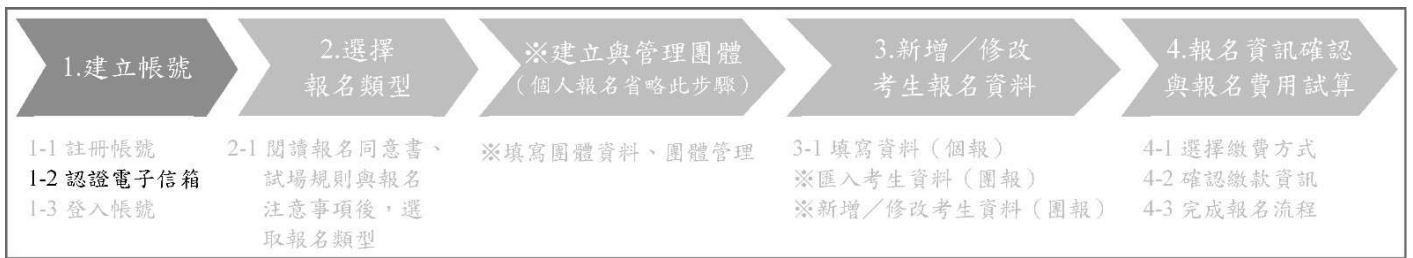 1.建立帳號
2.選擇
報名類型
※建立與管理團體
（個人報名省略此步驟）
3.新增／修改
考生報名資料
4.報名資訊確認
與報名費用試算
1-1 註冊帳號
1-2 認證電子信箱
1-3 登入帳號
2-1 閱讀報名同意書、
試場規則與報名
注意事項後，選
取報名類型
※填寫團體資料、團體管理
3-1 填寫資料（個報）
※匯入考生資料（團報）
※新增／修改考生資料（團報）
4-1 選擇繳費方式
4-2 確認繳款資訊
4-3 完成報名流程